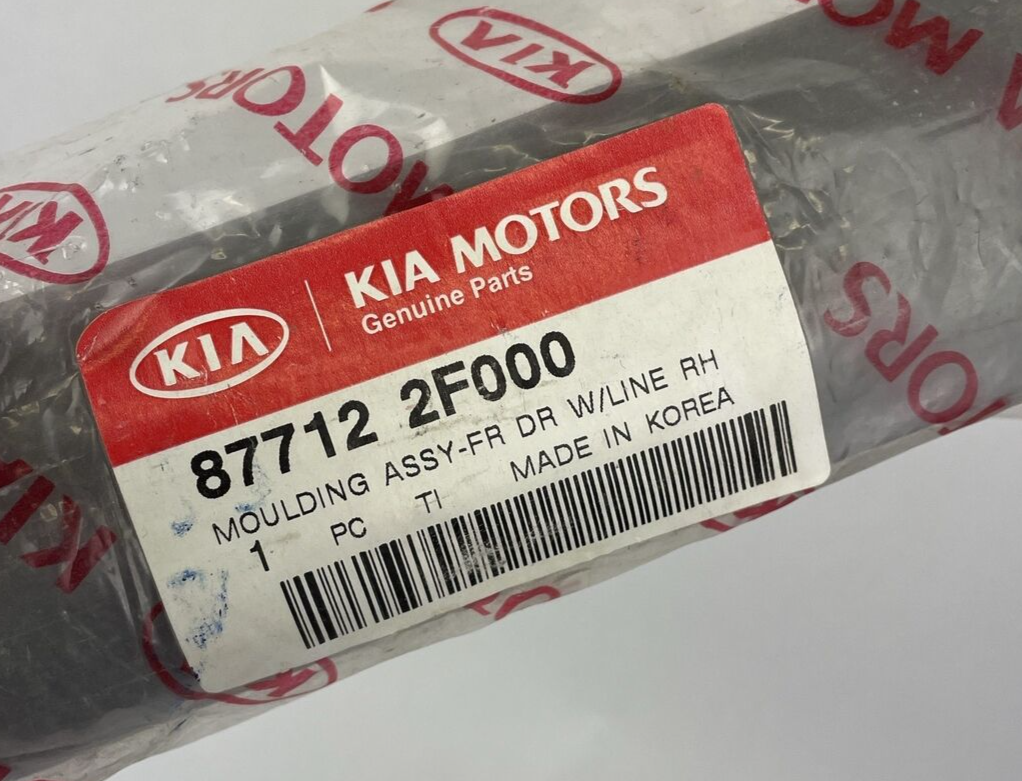 KIA
MOTORS
MOTORS
KIA
MOTORS
KIA
KIA MOTORS
Genuine Parts
87712 2F000
MOULDING ASSY-FR DR W/LINE RH
1 PC TI MADE IN KOREA